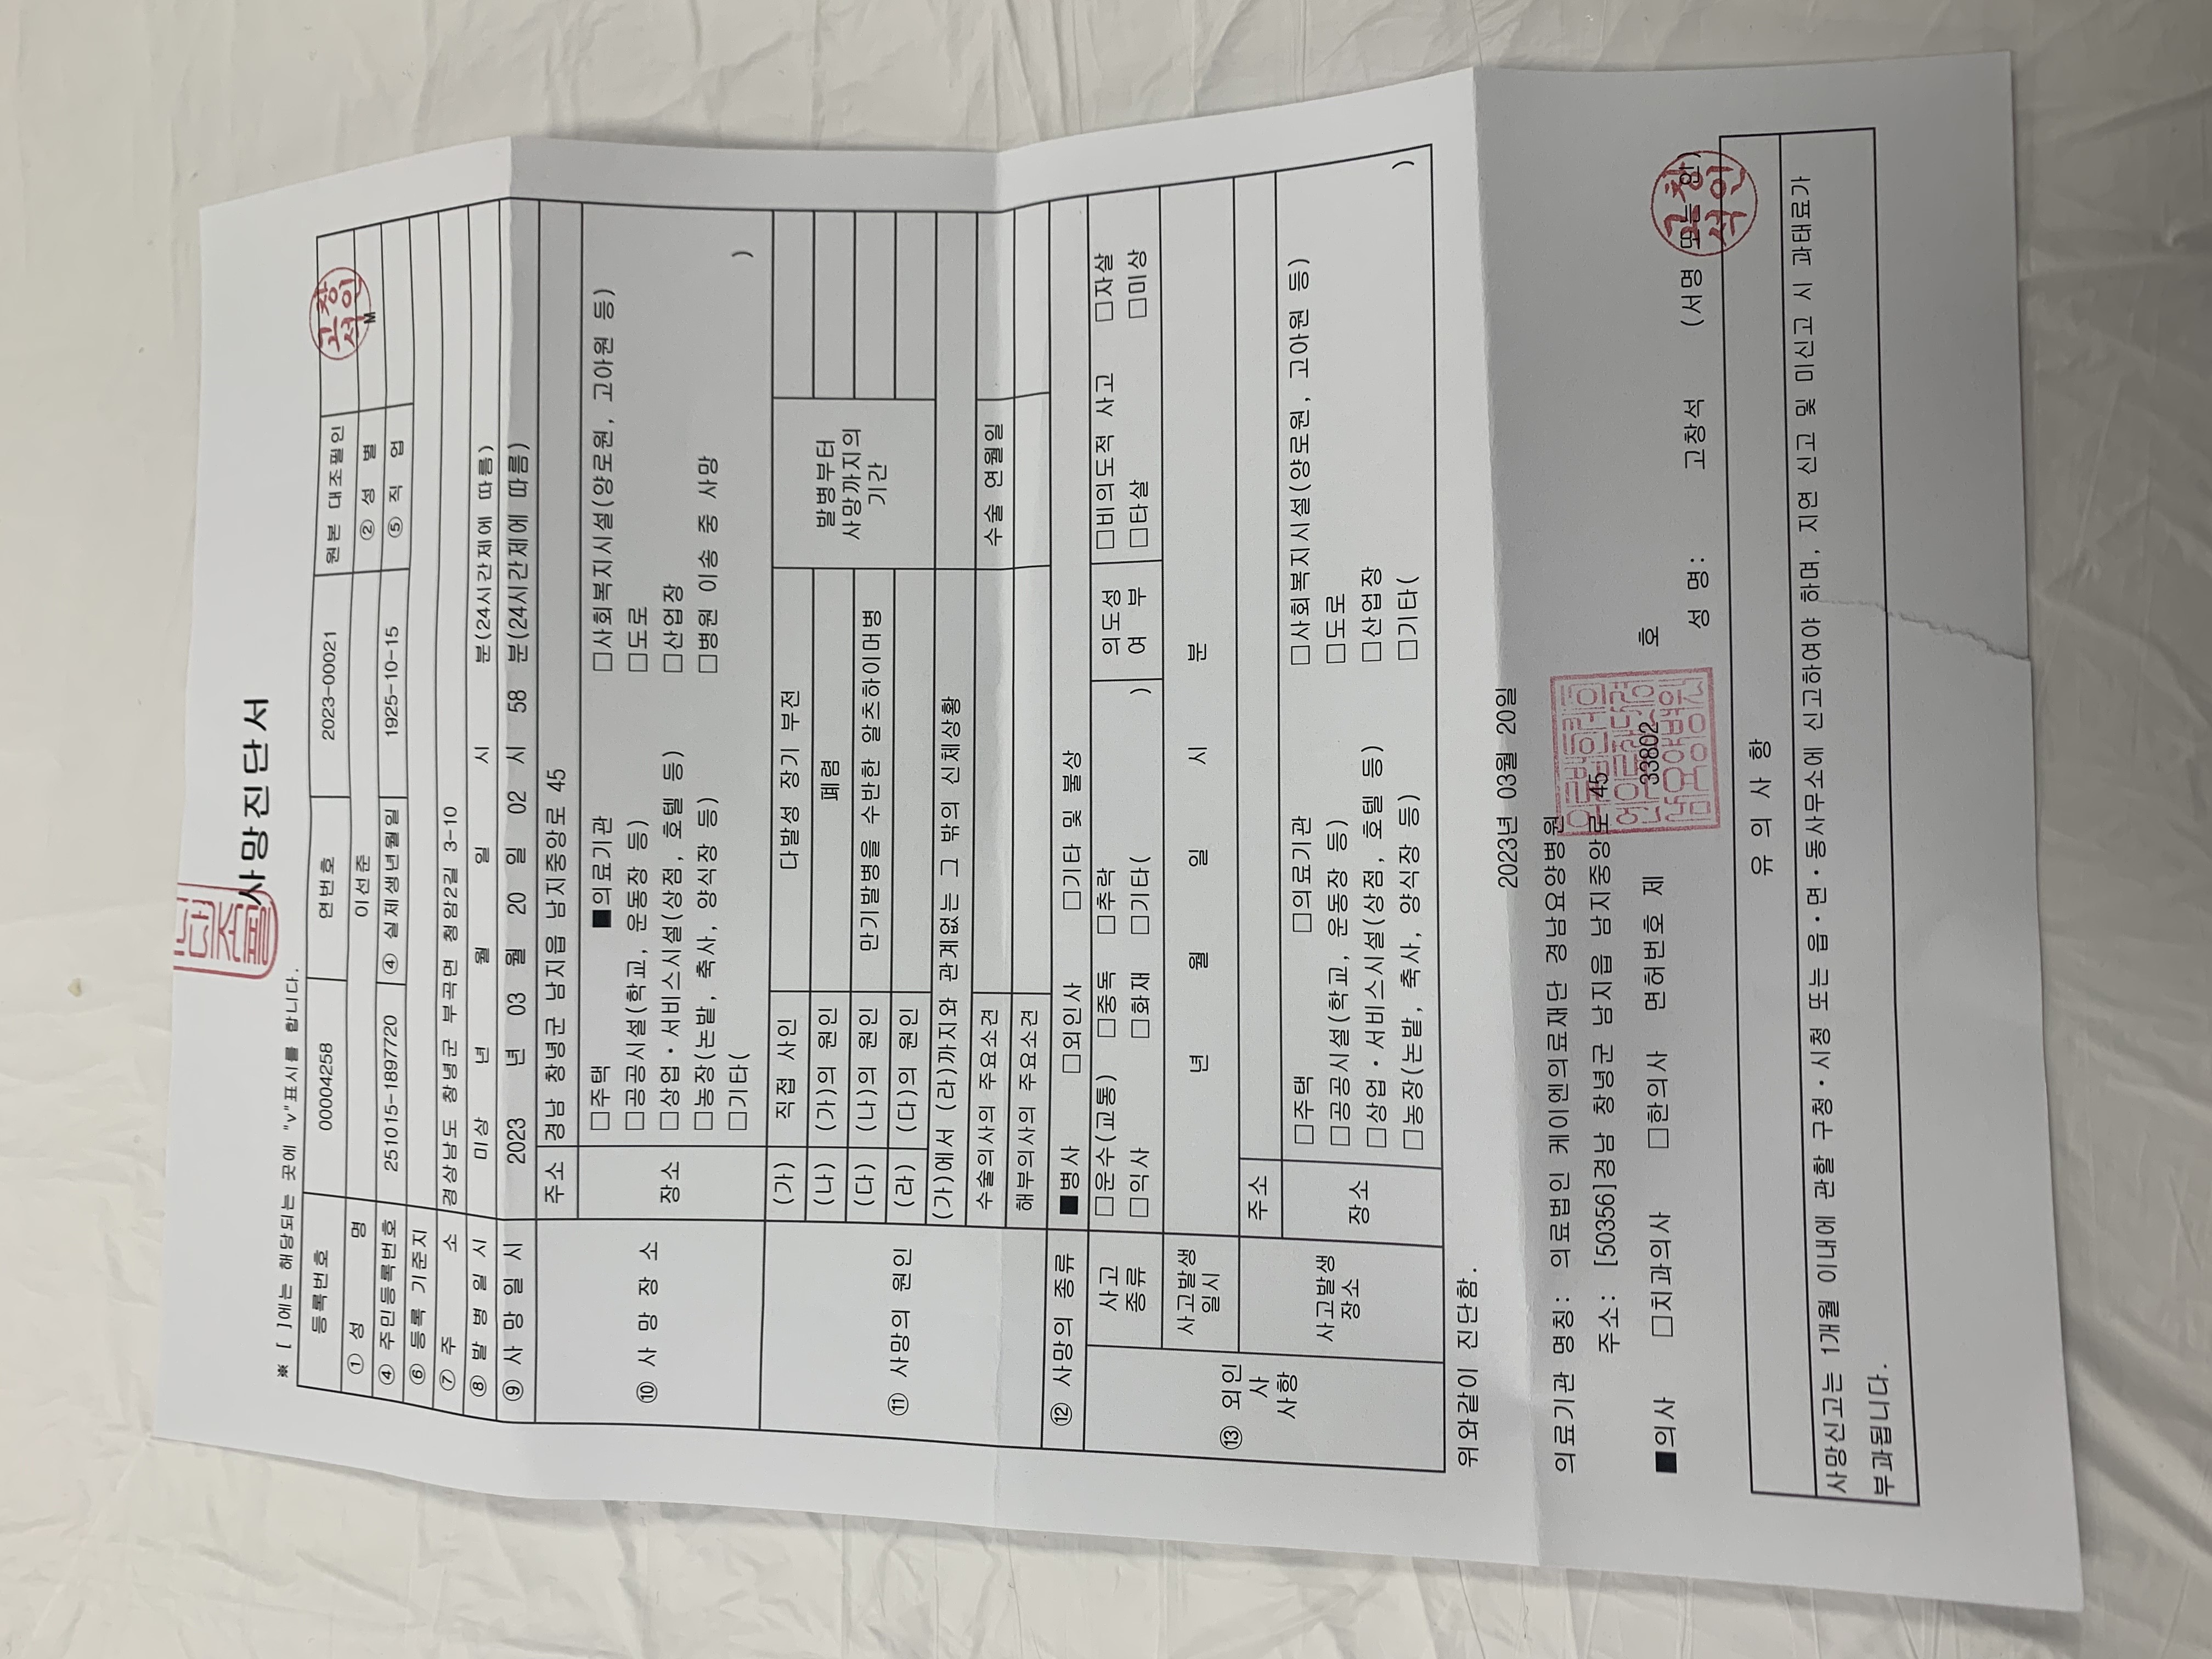 사망진단서
※ [ ]에는 해당되는 곳에 "v"표시를 합니다.
등록번호 00004258 연번호 2023-00021 원본 대조필인 고창석인
① 성 명 이선준 ② 성 별 M
④ 주민등록번호 251015-1897720 ④ 실제생년월일 1925-10-15 ⑤ 직 업
⑥ 등록 기준지
⑦ 주 소 경상남도 창녕군 부곡면 청암2길 3-10
⑧ 발 병 일 시 미상 년 월 일 시 분(24시간제에 따름)
⑨ 사 망 일 시 2023 년 03 월 20 일 02 시 58 분(24시간제에 따름)
⑩ 사 망 장 소
주소 경남 창녕군 남지읍 남지중앙로 45
장소
□주택 ■의료기관 □사회복지시설(양로원, 고아원 등)
□공공시설(학교, 운동장 등) □도로
□상업・서비스시설(상점, 호텔 등) □산업장
□농장(논밭, 축사, 양식장 등) □병원 이송 중 사망
□기타( )
⑪ 사망의 원인
(가) 직접 사인 다발성 장기 부전
(나) (가)의 원인 폐렴
(다) (나)의 원인 만기발병을 수반한 알츠하이머병
(라) (다)의 원인
발병부터
사망까지의
기간
(가)에서 (라)까지와 관계없는 그 밖의 신체상황
수술의사의 주요소견 수술 연월일
해부의사의 주요소견
⑫ 사망의 종류 ■병사 □외인사 □기타 및 불상
⑬ 외인
사
사항
사고
종류
□운수(교통) □중독 □추락
□익사 □화재 □기타( )
의도성
여 부
□비의도적 사고 □자살
□타살 □미상
사고발생
일시
년 월 일 시 분
사고발생
장소
주소
장소
□주택 □의료기관 □사회복지시설(양로원, 고아원 등)
□공공시설(학교, 운동장 등) □도로
□상업・서비스시설(상점, 호텔 등) □산업장
□농장(논밭, 축사, 양식장 등) □기타( )
위와같이 진단함.
2023년 03월 20일
의료기관 명칭: 의료법인 케이엔의료재단 경남요양병원
주소: [50356]경남 창녕군 남지읍 남지중앙로 45
■의사 □치과의사 □한의사 면허번호 제 33802 호
성 명: 고창석 (서명 또는 인)
고창석인
유 의 사 항
사망신고는 1개월 이내에 관할 구청・시청 또는 읍・면・동사무소에 신고하여야 하며, 지연 신고 및 미신고 시 과태료가
부과됩니다.